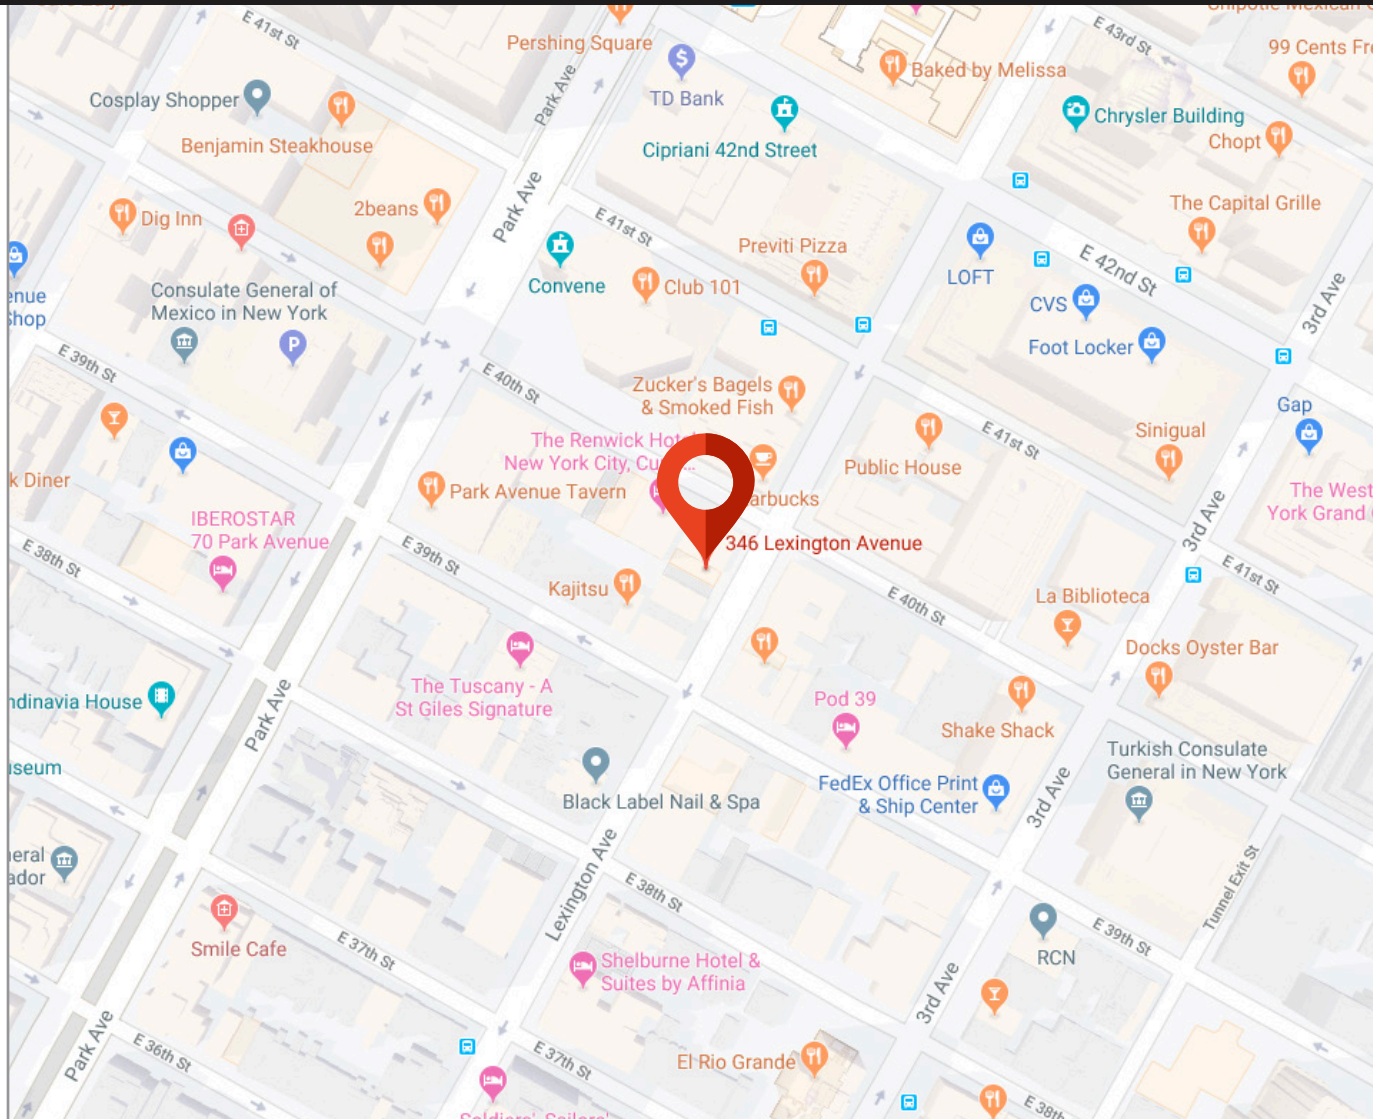 E 41st St
Pershing Square
Park Ave
TD Bank
Baked by Melissa
E 43rd St
99 Cents Fr
Cosplay Shopper
Chrysler Building
Benjamin Steakhouse
Cipriani 42nd Street
Chopt
Park Ave
Dig Inn
2beans
E 41st St
The Capital Grille
Previti Pizza
Convene
Club 101
LOFT
E 42nd St
3rd Ave
Consulate General of
Mexico in New York
enue
Shop
CVS
Foot Locker
P
E 39th St
E 40th St
Zucker's Bagels
& Smoked Fish
Gap
Sinigual
E 41st St
The Renwick Hotel
New York City, Cu...
Public House
k Diner
Park Avenue Tavern
arbucks
The West
York Grand
3rd Ave
IBEROSTAR
70 Park Avenue
346 Lexington Avenue
E 38th St
E 39th St
E 41st St
Kajitsu
E 40th St
La Biblioteca
Docks Oyster Bar
The Tuscany - A
St Giles Signature
ndinavia House
Park Ave
Pod 39
Shake Shack
Turkish Consulate
General in New York
useum
FedEx Office Print
& Ship Center
3rd Ave
Black Label Nail & Spa
neral
ador
Lexington Ave
E 38th St
Tunnel Exit St
Smile Cafe
E 37th St
E 39th St
RCN
Shelburne Hotel &
Suites by Affinia
3rd Ave
Park Ave
E 36th St
E 37th St
El Rio Grande
E 38th
Soldiers', Sailors'